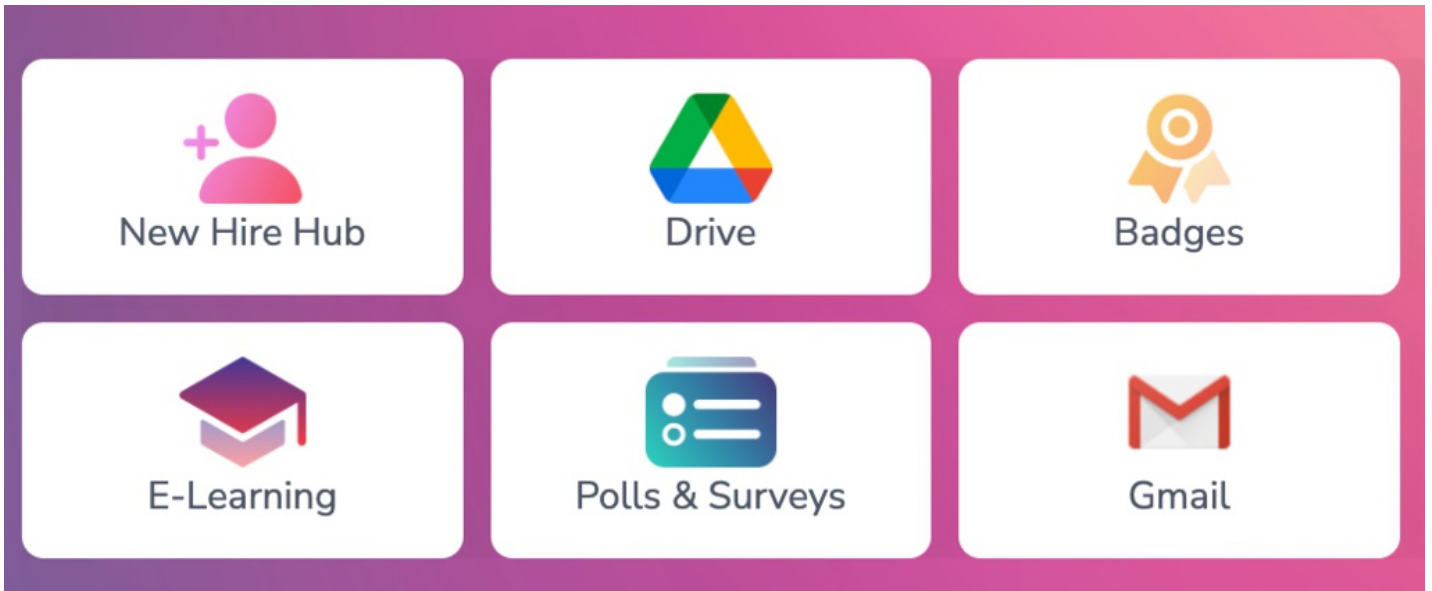 New Hire Hub
Drive
Badges
E-Learning
Polls & Surveys
Gmail